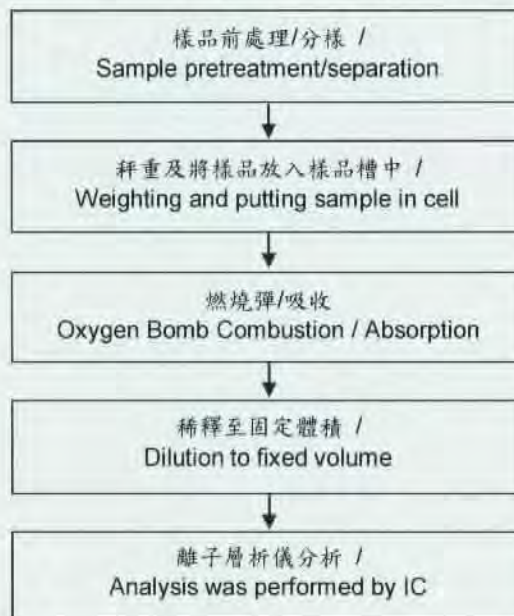 樣品前處理/分樣 /
Sample pretreatment/separation
秤重及將樣品放入樣品槽中 /
Weighting and putting sample in cell
燃燒彈/吸收
Oxygen Bomb Combustion / Absorption
稀釋至固定體積 /
Dilution to fixed volume
離子層析儀分析 /
Analysis was performed by IC